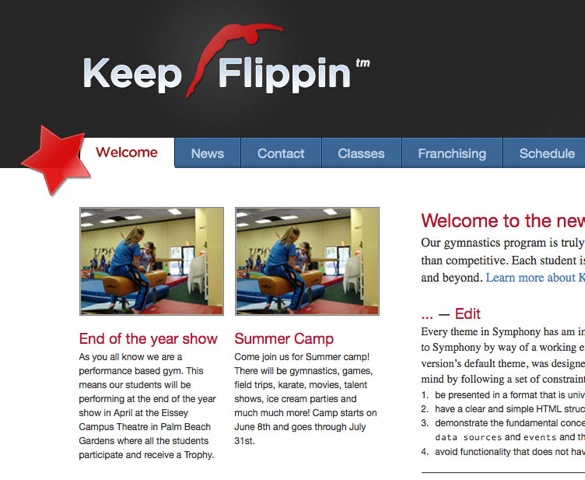 Keep Flippin tm
Welcome News Contact Classes Franchising Schedule
End of the year show
As you all know we are a
performance based gym. This
means our students will be
performing at the end of the year
show in April at the Eissey
Campus Theatre in Palm Beach
Gardens where all the students
participate and receive a Trophy.
Summer Camp
Come join us for Summer camp!
There will be gymnastics, games,
field trips, karate, movies, talent
shows, ice cream parties and
much much more! Camp starts on
June 8th and goes through July
31st.
Welcome to the new
Our gymnastics program is truly
than competitive. Each student is
and beyond. Learn more about K
... — Edit
Every theme in Symphony has am in
to Symphony by way of a working e
version's default theme, was designe
mind by following a set of constraint
1. be presented in a format that is univ
2. have a clear and simple HTML struc
3. demonstrate the fundamental conce
data sources and events and th
4. avoid functionality that does not hav